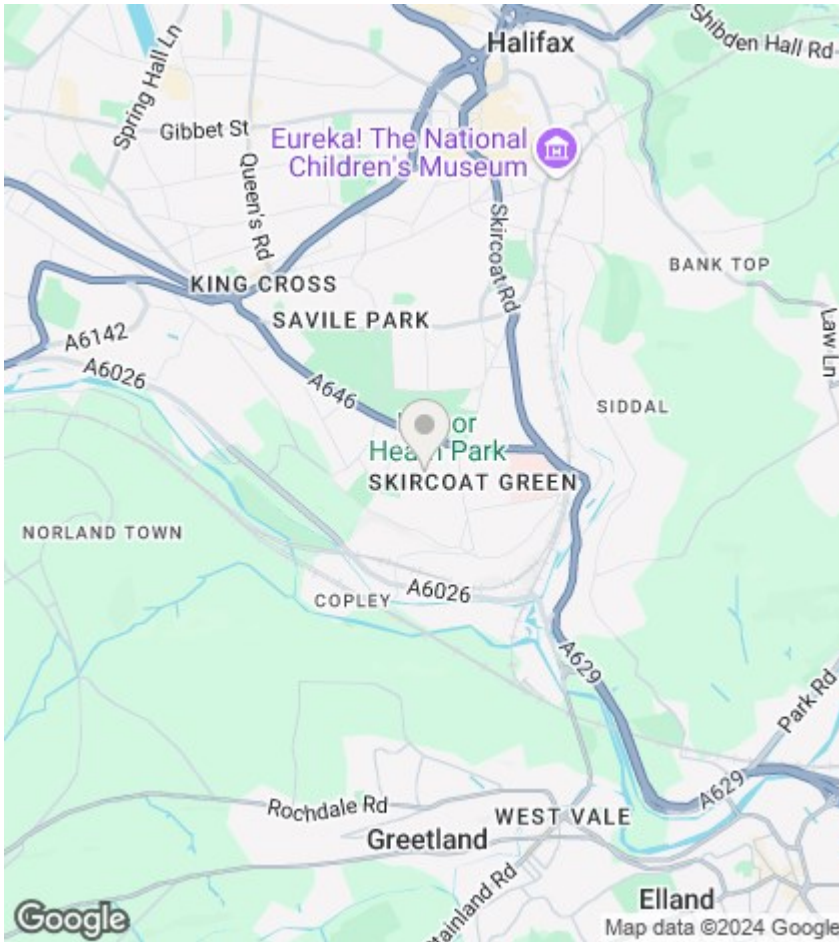 Halifax
Shibden Hall Rd
Spring Hall Ln
Gibbet St
Eureka! The National
Children's Museum
Queen's Rd
Skircoat Rd
BANK TOP
KING CROSS
SAVILE PARK
Law Ln
A6142
A6026
A646
SIDDAL
Park
SKIRCOAT GREEN
NORLAND TOWN
A6026
COPLEY
A629
Park Rd
A629
Rochdale Rd
WEST VALE
Greetland
Elland
Google
Map data ©2024 Google